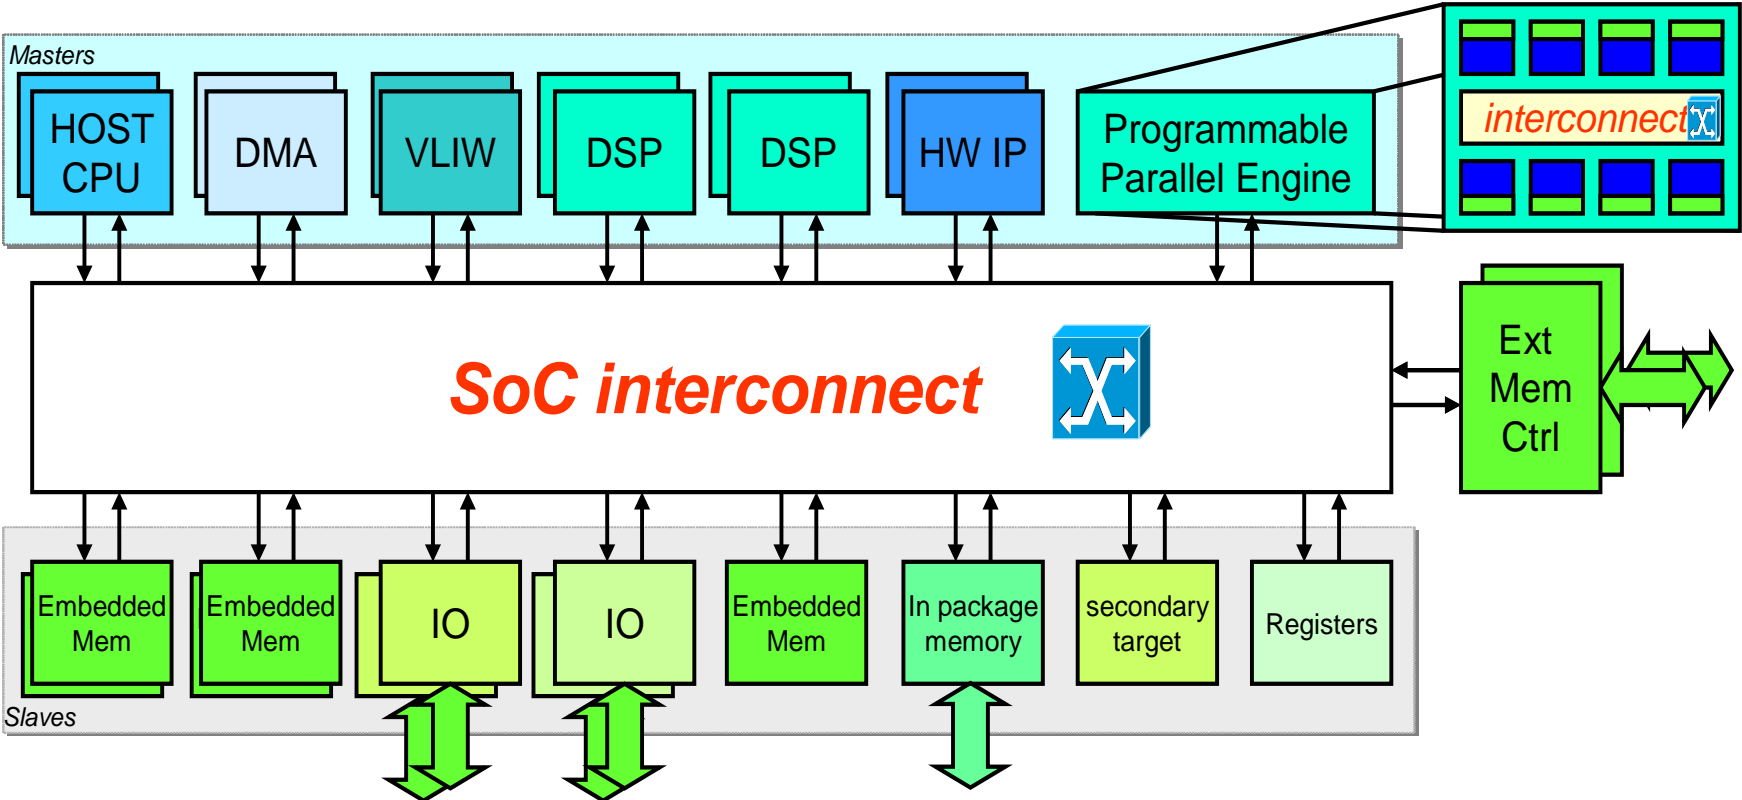 Masters
HOST
CPU
DMA
VLIW
DSP
DSP
HW IP
Programmable
Parallel Engine
interconnect
SoC interconnect
Ext
Mem
Ctrl
Embedded
Mem
Embedded
Mem
IO
IO
Embedded
Mem
In package
memory
secondary
target
Registers
Slaves